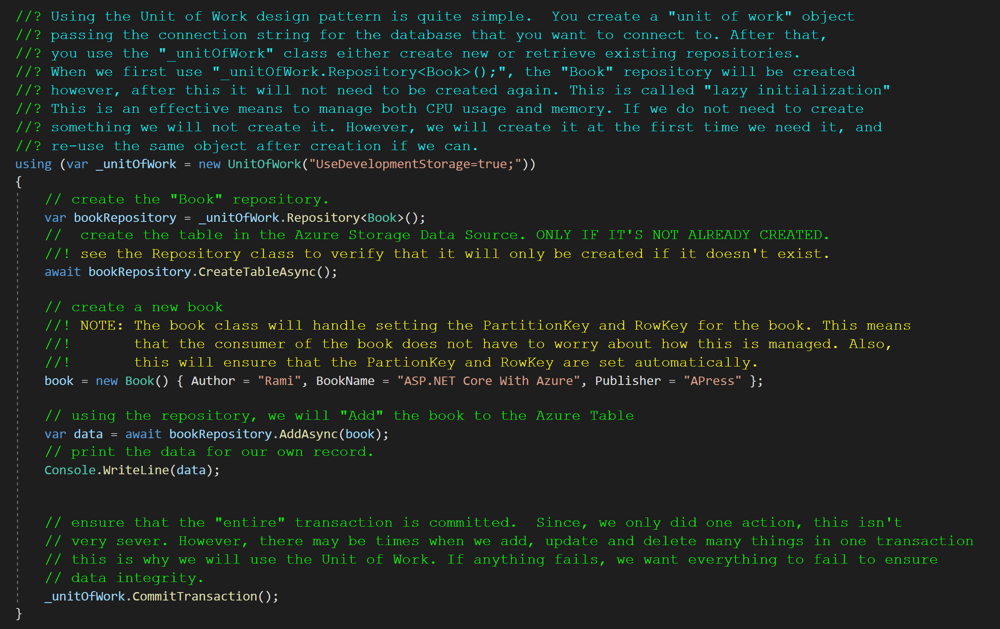 //? Using the Unit of Work design pattern is quite simple.  You create a "unit of work" object
//? passing the connection string for the database that you want to connect to. After that,
//? you use the "_unitOfWork" class either create new or retrieve existing repositories.
//? When we first use "_unitOfWork.Repository<Book>();", the "Book" repository will be created
//? however, after this it will not need to be created again. This is called "lazy initialization"
//? This is an effective means to manage both CPU usage and memory. If we do not need to create
//? something we will not create it. However, we will create it at the first time we need it, and
//? re-use the same object after creation if we can.
using (var _unitOfWork = new UnitOfWork("UseDevelopmentStorage=true;"))
{
    // create the "Book" repository.
    var bookRepository = _unitOfWork.Repository<Book>();
    //  create the table in the Azure Storage Data Source. ONLY IF IT'S NOT ALREADY CREATED.
    //! see the Repository class to verify that it will only be created if it doesn't exist.
    await bookRepository.CreateTableAsync();

    // create a new book
    //! NOTE: The book class will handle setting the PartitionKey and RowKey for the book. This means
    //!       that the consumer of the book does not have to worry about how this is managed. Also,
    //!       this will ensure that the PartionKey and RowKey are set automatically.
    book = new Book() { Author = "Rami", BookName = "ASP.NET Core With Azure", Publisher = "APress" };

    // using the repository, we will "Add" the book to the Azure Table
    var data = await bookRepository.AddAsync(book);
    // print the data for our own record.
    Console.WriteLine(data);

    // ensure that the "entire" transaction is committed.  Since, we only did one action, this isn't
    // very sever. However, there may be times when we add, update and delete many things in one transaction
    // this is why we will use the Unit of Work. If anything fails, we want everything to fail to ensure
    // data integrity.
    _unitOfWork.CommitTransaction();
}